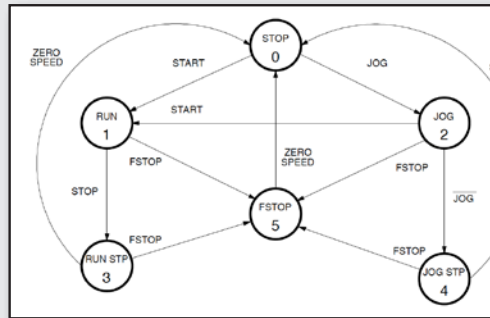 ZERO
SPEED
STOP
0
START
JOG
START
RUN
1
JOG
2
FSTOP
ZERO
SPEED
FSTOP
STOP
FSTOP
5
JOG
FSTOP
RUN STP
3
FSTOP
JOG STP
4